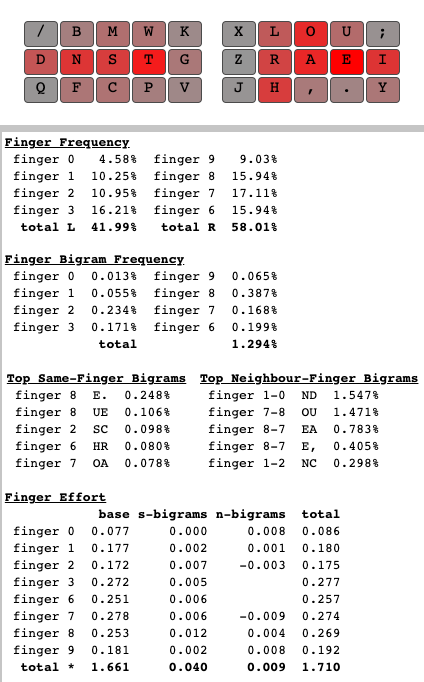 / B M W K X L O U ;
D N S T G Z R A E I
Q F C P V J H , . Y
Finger Frequency
finger 0 4.58% finger 9 9.03%
finger 1 10.25% finger 8 15.94%
finger 2 10.95% finger 7 17.11%
finger 3 16.21% finger 6 15.94%
total L 41.99% total R 58.01%
Finger Bigram Frequency
finger 0 0.013% finger 9 0.065%
finger 1 0.055% finger 8 0.387%
finger 2 0.234% finger 7 0.168%
finger 3 0.171% finger 6 0.199%
total 1.294%
Top Same-Finger Bigrams Top Neighbour-Finger Bigrams
finger 8 E. 0.248% finger 1-0 ND 1.547%
finger 8 UE 0.106% finger 7-8 OU 1.471%
finger 2 SC 0.098% finger 8-7 EA 0.783%
finger 6 HR 0.080% finger 8-7 E, 0.405%
finger 7 OA 0.078% finger 1-2 NC 0.298%
Finger Effort
base s-bigrams n-bigrams total
finger 0 0.077 0.000 0.008 0.086
finger 1 0.177 0.002 0.001 0.180
finger 2 0.172 0.007 -0.003 0.175
finger 3 0.272 0.005 0.277
finger 6 0.251 0.006 0.257
finger 7 0.278 0.006 -0.009 0.274
finger 8 0.253 0.012 0.004 0.269
finger 9 0.181 0.002 0.008 0.192
total * 1.661 0.040 0.009 1.710